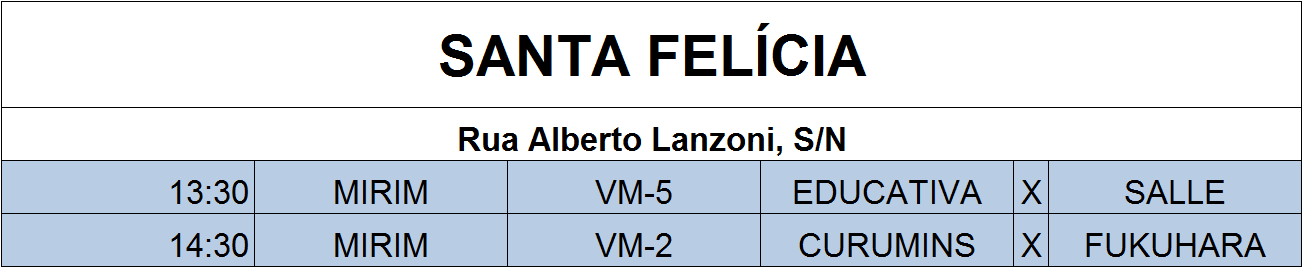 SANTA FELÍCIA
Rua Alberto Lanzoni, S/N
13:30 MIRIM VM-5 EDUCATIVA X SALLE
14:30 MIRIM VM-2 CURUMINS X FUKUHARA